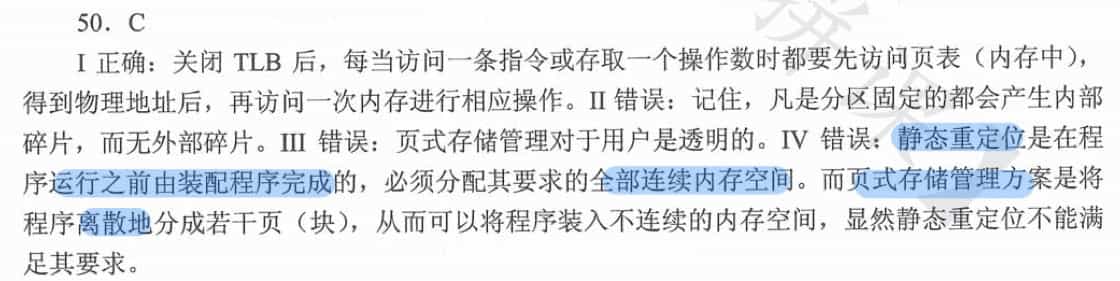 50．C
I 正确：关闭 TLB 后，每当访问一条指令或存取一个操作数时都要先访问页表（内存中），
得到物理地址后，再访问一次内存进行相应操作。II 错误：记住，凡是分区固定的都会产生内部
碎片，而无外部碎片。III 错误：页式存储管理对于用户是透明的。IV 错误：静态重定位是在程
序运行之前由装配程序完成的，必须分配其要求的全部连续内存空间。而页式存储管理方案是将
程序离散地分成若干页（块），从而可以将程序装入不连续的内存空间，显然静态重定位不能满
足其要求。